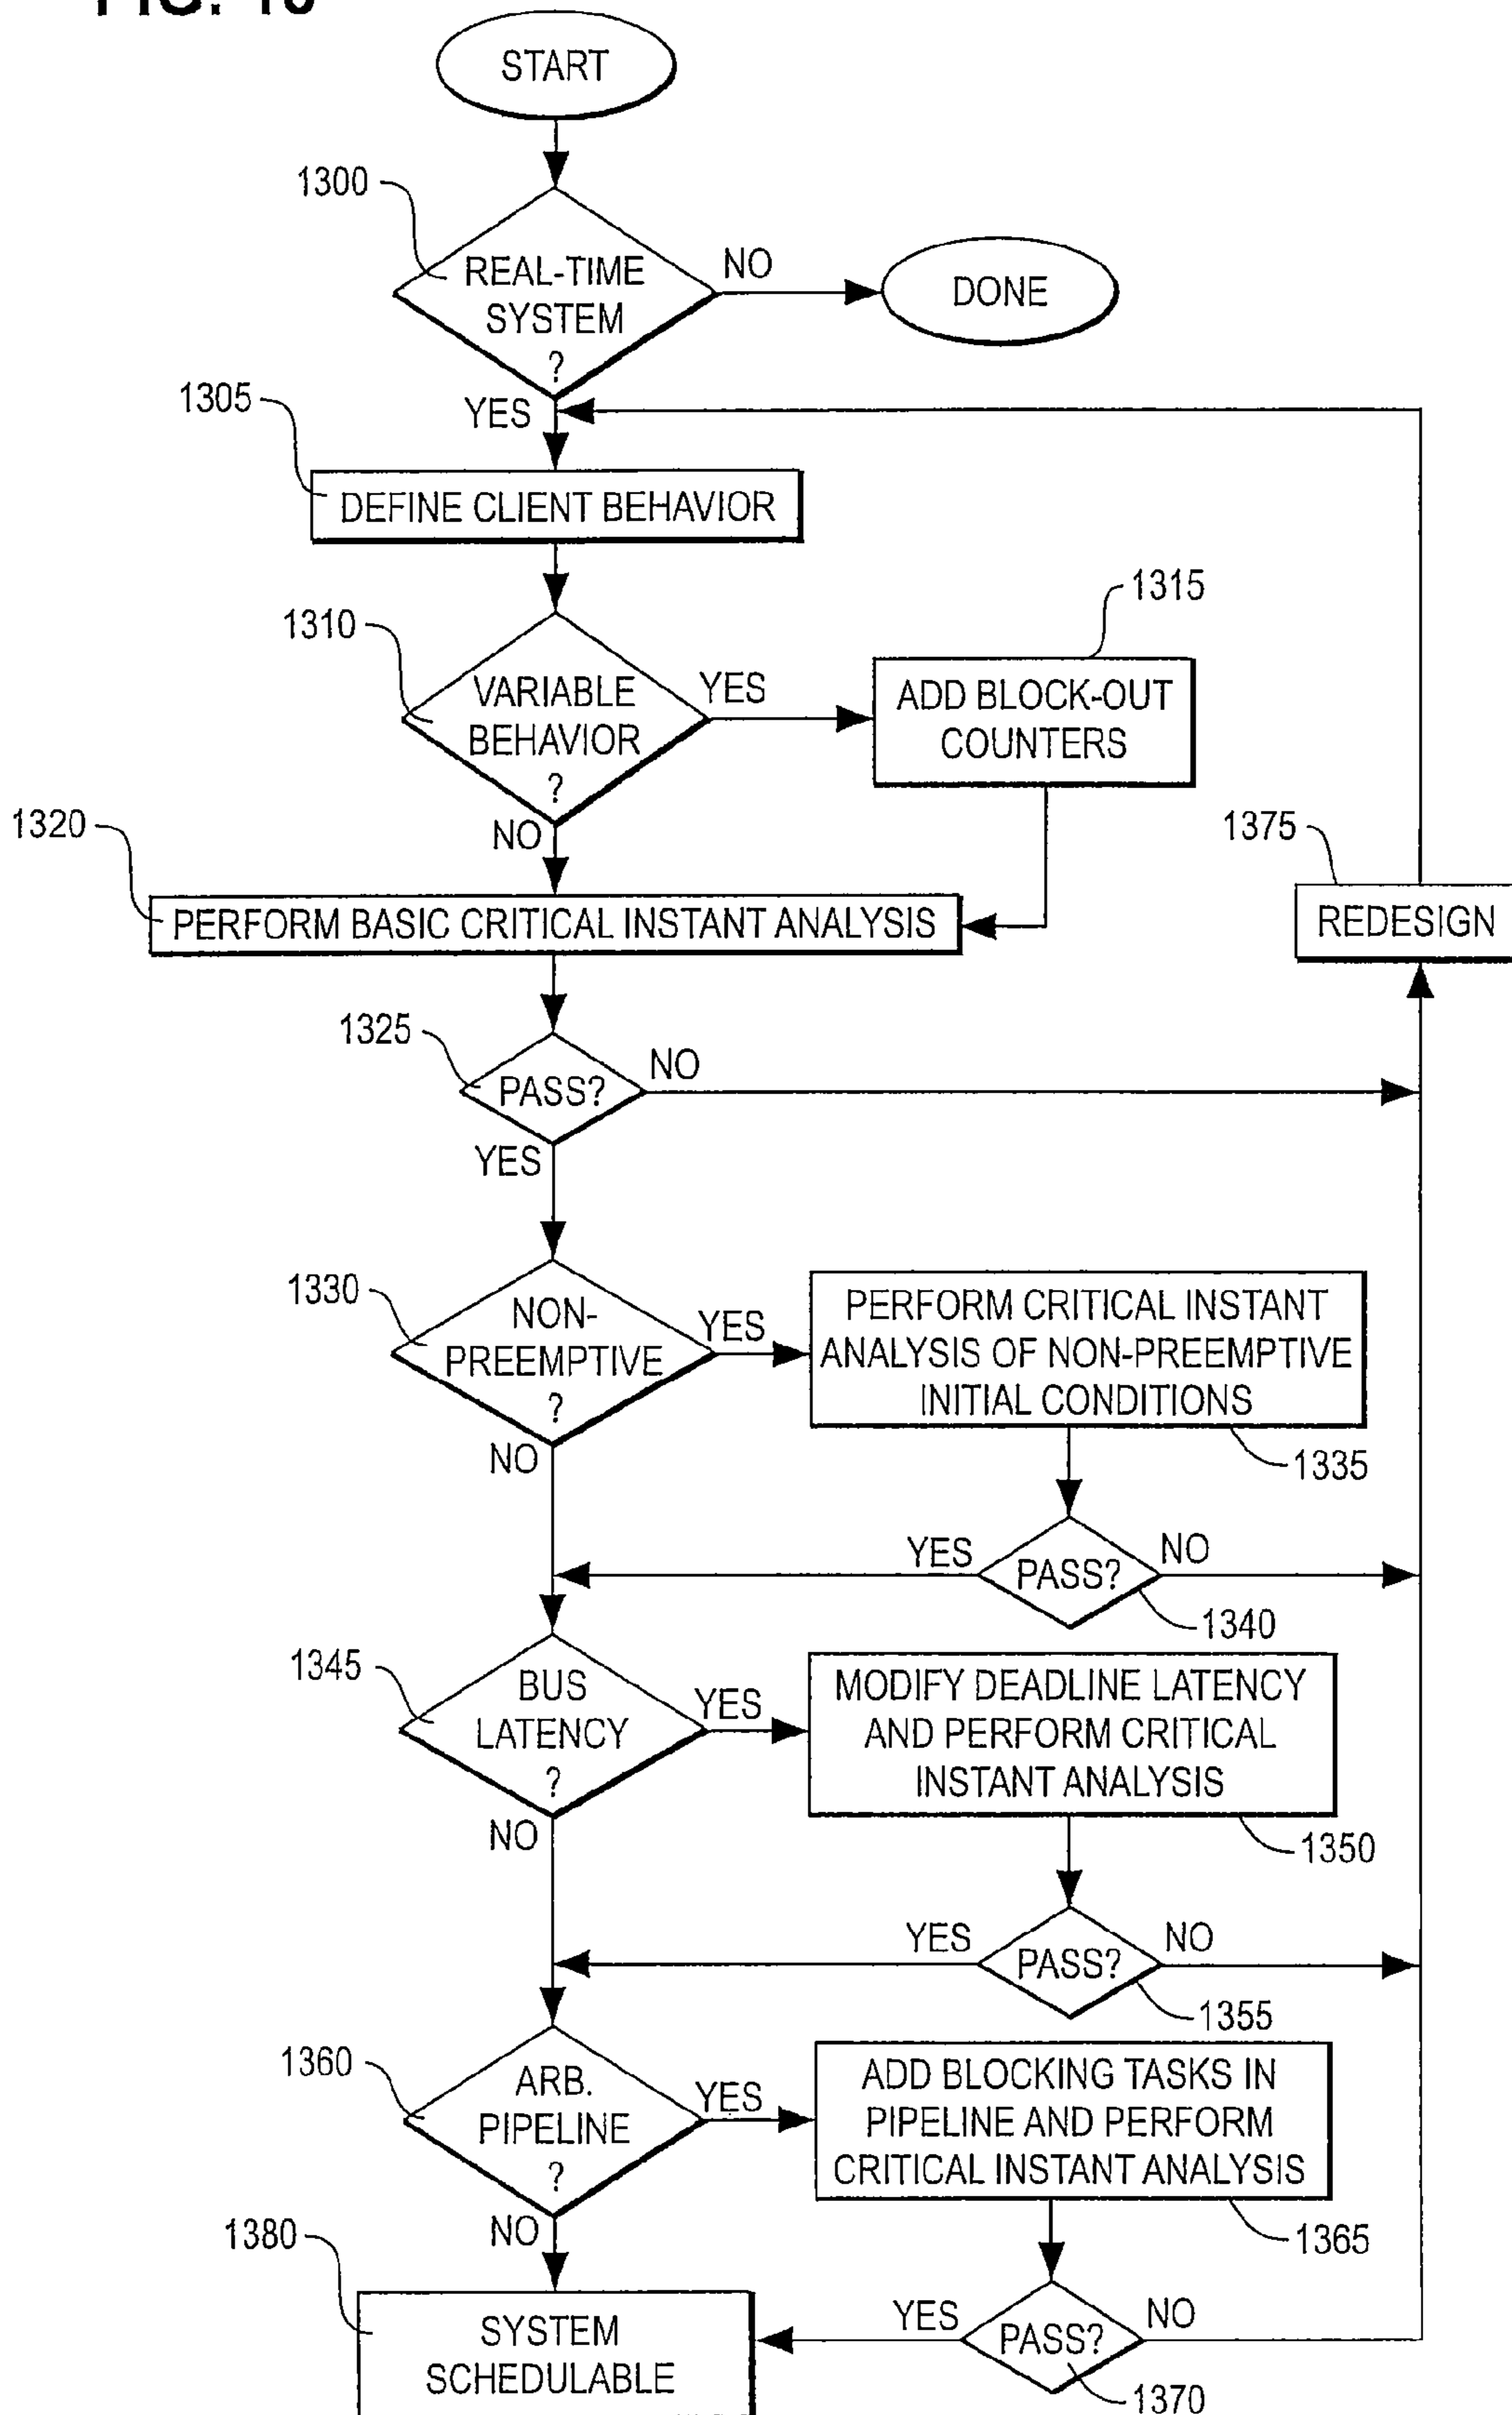 START
1300
REAL-TIME
SYSTEM
?
NO
DONE
1305
YES
DEFINE CLIENT BEHAVIOR
1310
VARIABLE
BEHAVIOR
?
YES
1315
ADD BLOCK-OUT
COUNTERS
NO
1320
PERFORM BASIC CRITICAL INSTANT ANALYSIS
1375
REDESIGN
1325
PASS?
NO
YES
1330
NON-
PREEMPTIVE
?
YES
PERFORM CRITICAL INSTANT
ANALYSIS OF NON-PREEMPTIVE
INITIAL CONDITIONS
1335
NO
YES
PASS?
NO
1340
1345
BUS
LATENCY
?
YES
MODIFY DEADLINE LATENCY
AND PERFORM CRITICAL
INSTANT ANALYSIS
1350
NO
YES
PASS?
NO
1355
1360
ARB.
PIPELINE
?
YES
ADD BLOCKING TASKS IN
PIPELINE AND PERFORM
CRITICAL INSTANT ANALYSIS
1365
NO
1380
SYSTEM
SCHEDULABLE
YES
PASS?
NO
1370